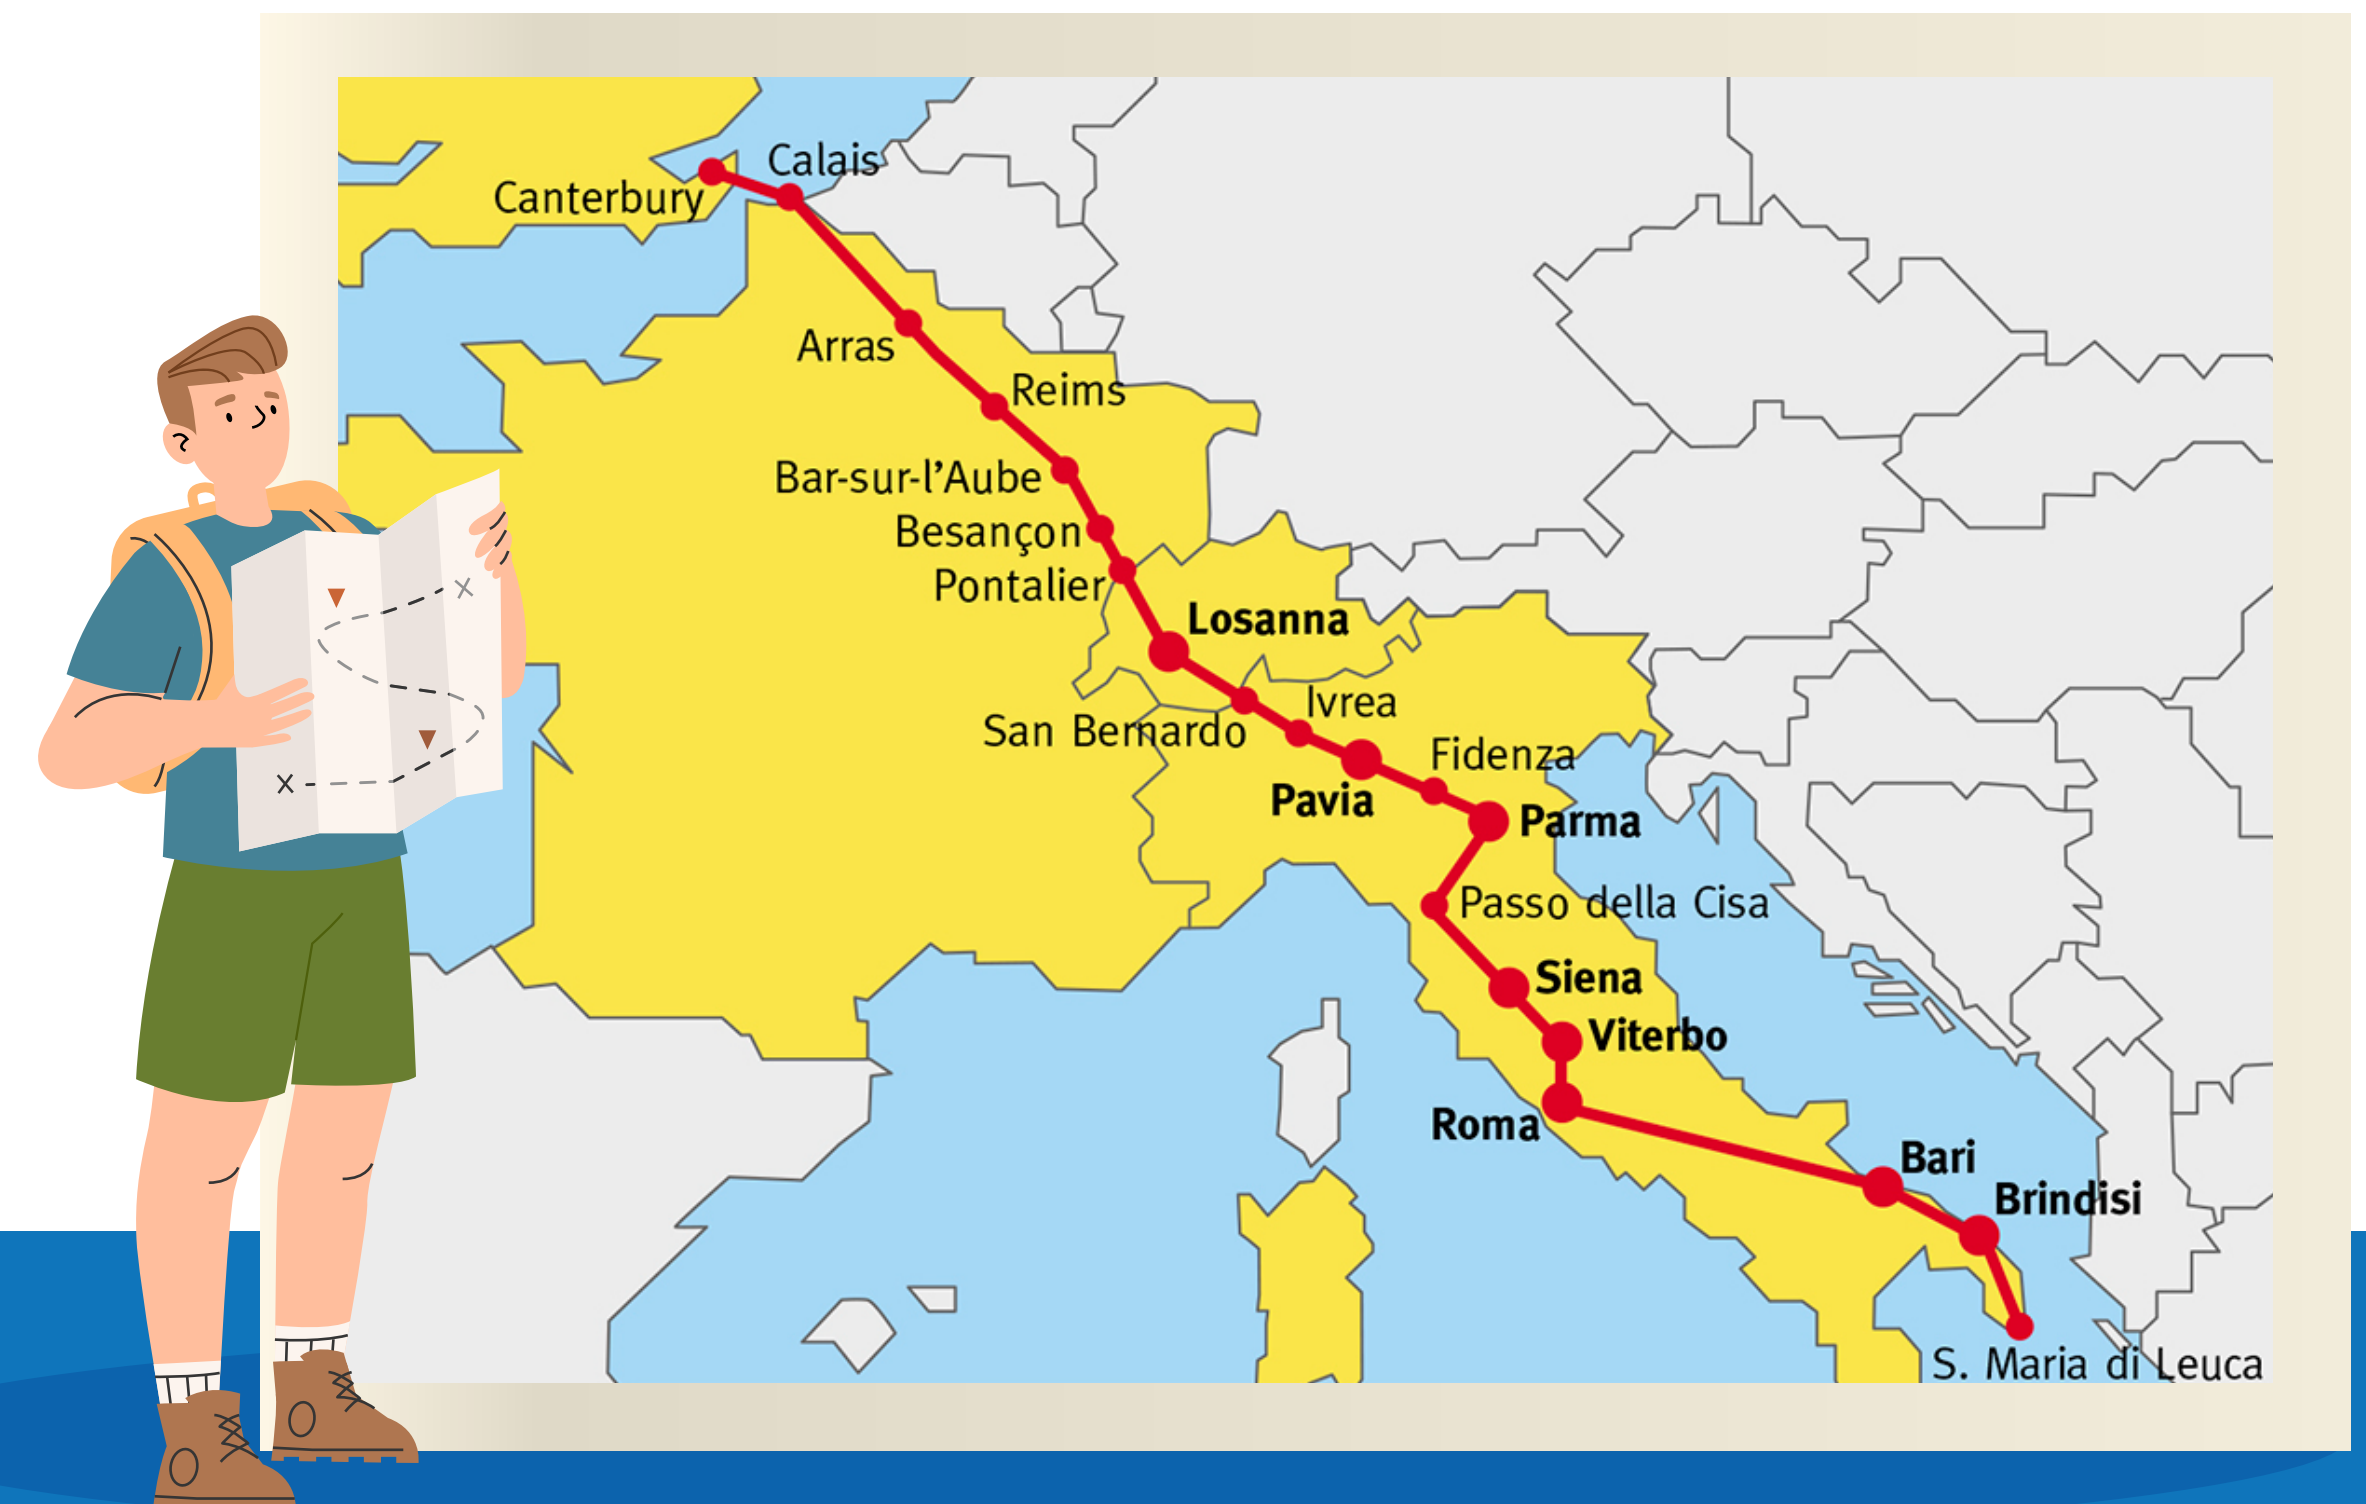 Calais
Canterbury
Arras
Reims
Bar-sur-l’Aube
Besançon
Pontalier
Losanna
Ivrea
San Bernardo
Fidenza
Pavia
Parma
Passo della Cisa
Siena
Viterbo
Roma
Bari
Brindisi
S. Maria di Leuca